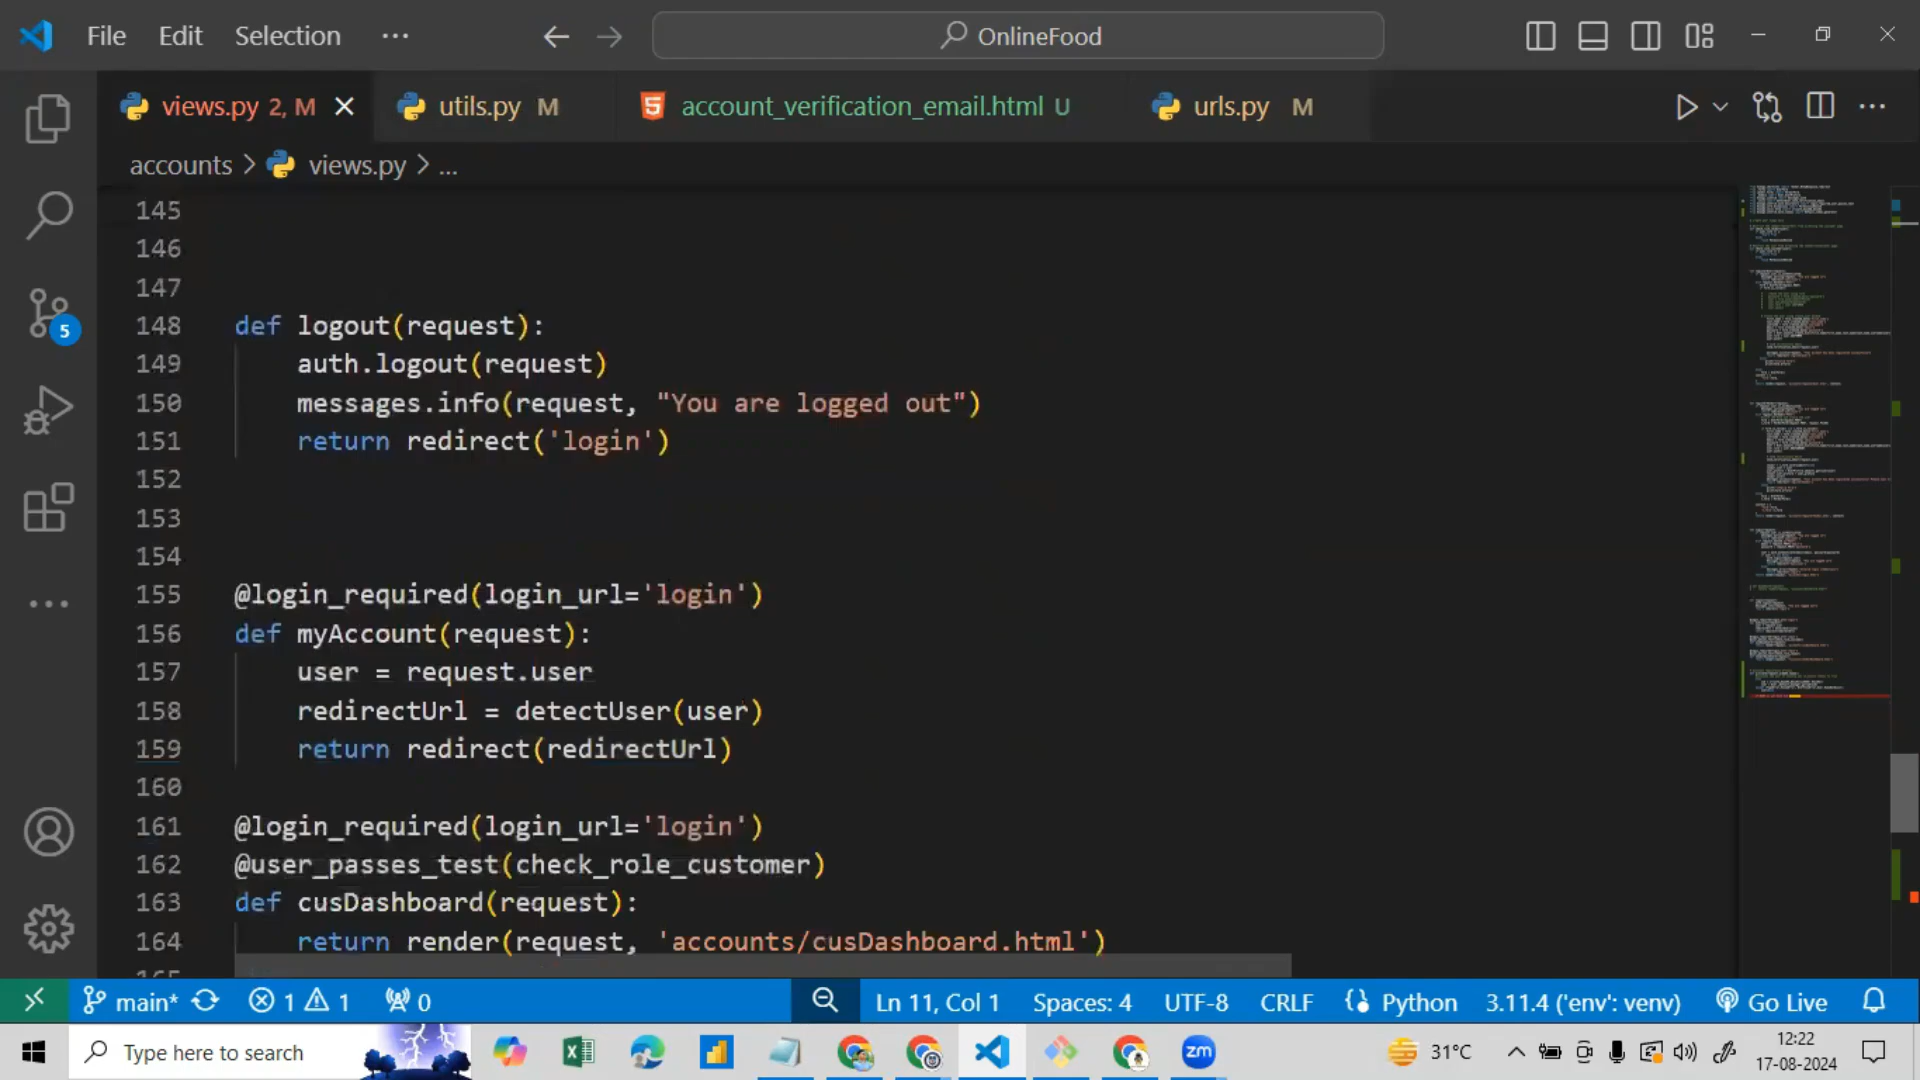 File Edit Selection ··· OnlineFood
views.py 2, M utils.py M account_verification_email.html U urls.py M
accounts > views.py > ...
145
146
147
148 def logout(request):
149 auth.logout(request)
150 messages.info(request, "You are logged out")
151 return redirect('login')
152
153
154
155 @login_required(login_url='login')
156 def myAccount(request):
157 user = request.user
158 redirectUrl = detectUser(user)
159 return redirect(redirectUrl)
160
161 @login_required(login_url='login')
162 @user_passes_test(check_role_customer)
163 def cusDashboard(request):
164 return render(request, 'accounts/cusDashboard.html')
5
main* 1 1 0 Ln 11, Col 1 Spaces: 4 UTF-8 CRLF Python 3.11.4 ('env': venv) Go Live
Type here to search zm 31°C 12:22
17-08-2024